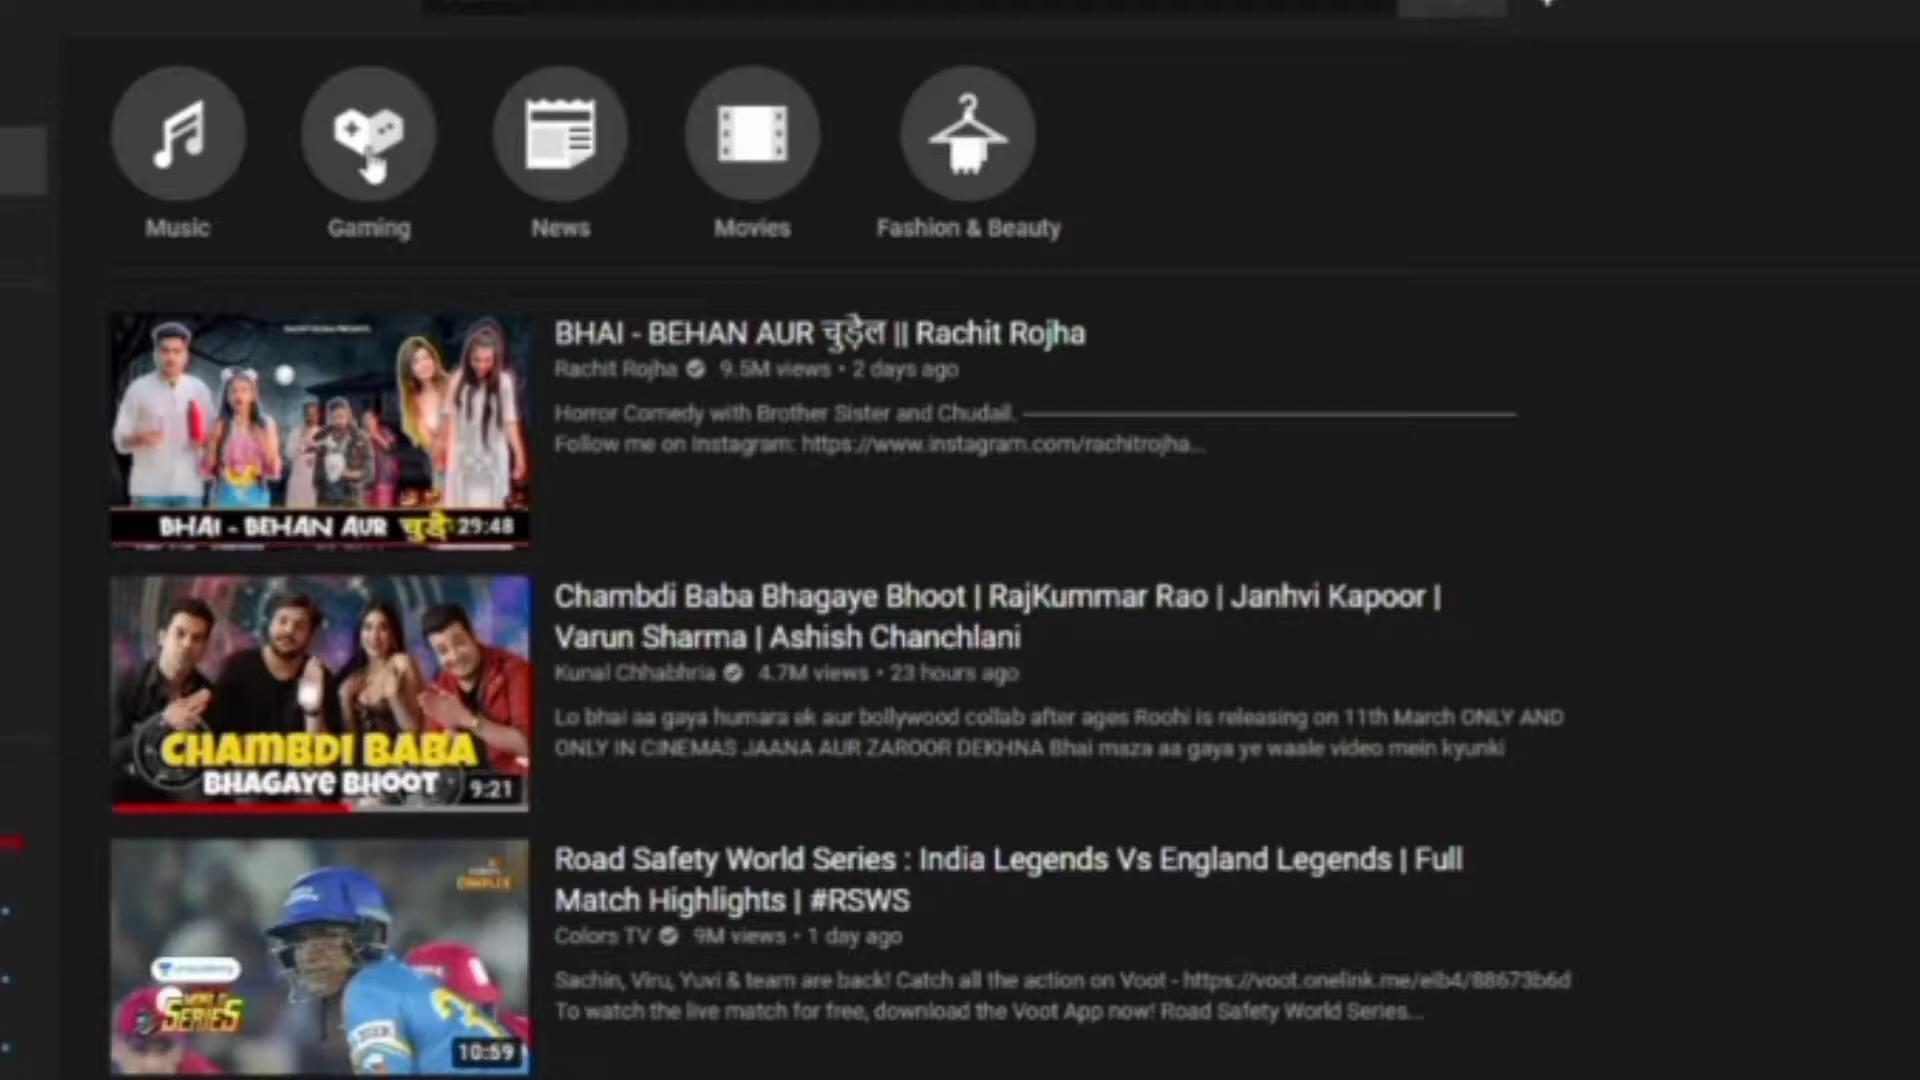 Music
Gaming
News
Movies
Fashion & Beauty
BHAI - BEHAN AUR चुड़ैल || Rachit Rojha
Rachit Rojha 9.5M views • 2 days ago
Horror Comedy with Brother Sister and Chudail.
Follow me on Instagram: https://www.instagram.com/rachitrojha...
BHAI - BEHAN AUR चुड़ै 29:48
Chambdi Baba Bhagaye Bhoot | RajKummar Rao | Janhvi Kapoor |
Varun Sharma | Ashish Chanchlani
Kunal Chhabhria 4.7M views • 23 hours ago
Lo bhai aa gaya humara ek aur bollywood collab after ages Roohi is releasing on 11th March ONLY AND
ONLY IN CINEMAS JAANA AUR ZAROOR DEKHNA Bhai maza aa gaya ye waale video mein kyunki
CHAMBDI BABA
BHAGAYE BHOOT
9:21
Road Safety World Series : India Legends Vs England Legends | Full
Match Highlights | #RSWS
Colors TV 9M views • 1 day ago
Sachin, Viru, Yuvi & team are back! Catch all the action on Voot - https://voot.onelink.me/eIb4/88673b6d
To watch the live match for free, download the Voot App now! Road Safety World Series...
WORLD
SERIES
10:59